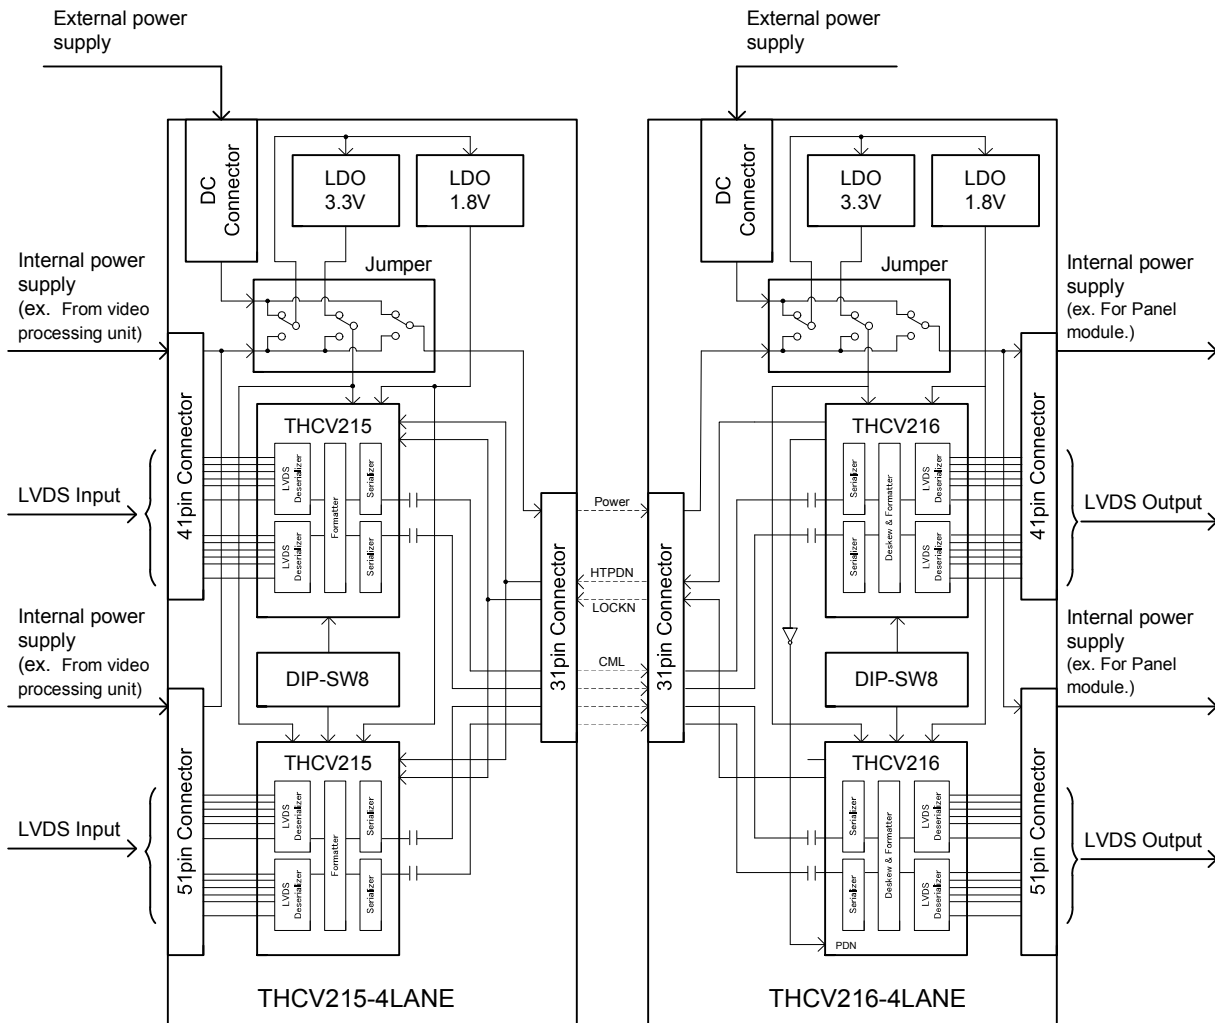 External power
supply
External power
supply
DC
Connector
LDO
3.3V
LDO
1.8V
DC
Connector
LDO
3.3V
LDO
1.8V
Internal power
supply
(ex. From video
processing unit)
Jumper
Jumper
Internal power
supply
(ex. For Panel
module.)
41pin Connector
THCV215
LVDS
Deserializer
LVDS
Deserializer
Formatter
Serializer
Serializer
LVDS Input
THCV216
Serializer
Serializer
Deskew & Formatter
LVDS
Deserializer
LVDS
Deserializer
41pin Connector
LVDS Output
31pin Connector
Power
HTPDN
LOCKN
CML
31pin Connector
Internal power
supply
(ex. From video
processing unit)
DIP-SW8
DIP-SW8
Internal power
supply
(ex. For Panel
module.)
51pin Connector
THCV215
LVDS
Deserializer
LVDS
Deserializer
Formatter
Serializer
Serializer
LVDS Input
THCV216
Serializer
Serializer
Deskew & Formatter
LVDS
Deserializer
LVDS
Deserializer
PDN
51pin Connector
LVDS Output
THCV215-4LANE
THCV216-4LANE